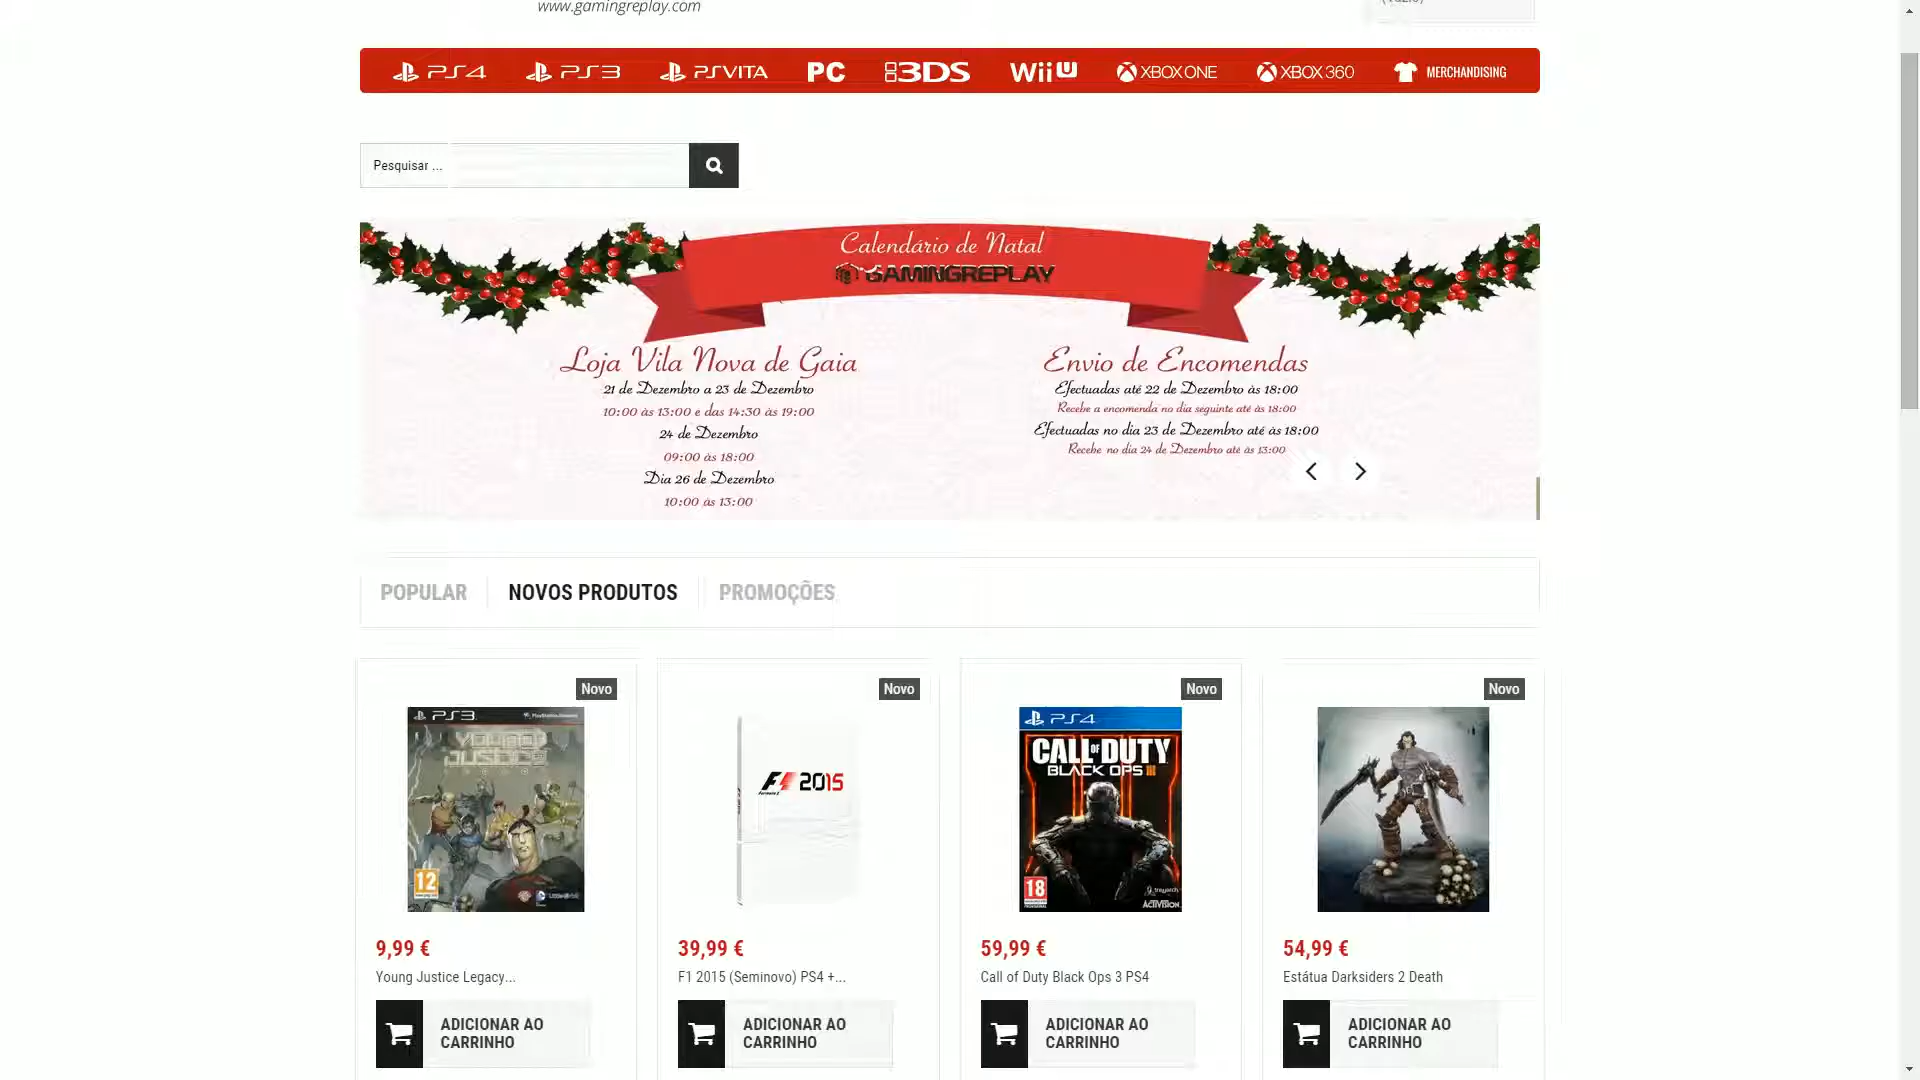 www.gamingreplay.com
PS4 PS3 PSVITA PC 3DS WiiU XBOX ONE XBOX 360 MERCHANDISING
Pesquisar ...
Calendário de Natal
GAMINGREPLAY
Loja Vila Nova de Gaia
21 de Dezembro a 23 de Dezembro
10:00 às 13:00 e das 14:30 às 19:00
24 de Dezembro
09:00 às 18:00
Dia 26 de Dezembro
10:00 às 13:00
Envio de Encomendas
Efectuadas até 22 de Dezembro às 18:00
Recebe a encomenda no dia seguinte até às 18:00
Efectuadas no dia 23 de Dezembro até às 18:00
Recebe no dia 24 de Dezembro até às 13:00
POPULAR NOVOS PRODUTOS PROMOÇÕES
Novo
PS3
YOUNG
JUSTICE
12
9,99 €
Young Justice Legacy...
ADICIONAR AO
CARRINHO
Novo
F1 2015
39,99 €
F1 2015 (Seminovo) PS4 +...
ADICIONAR AO
CARRINHO
Novo
PS4
CALL OF DUTY
BLACK OPS III
18
TREYARCH
ACTIVISION
59,99 €
Call of Duty Black Ops 3 PS4
ADICIONAR AO
CARRINHO
Novo
54,99 €
Estátua Darksiders 2 Death
ADICIONAR AO
CARRINHO